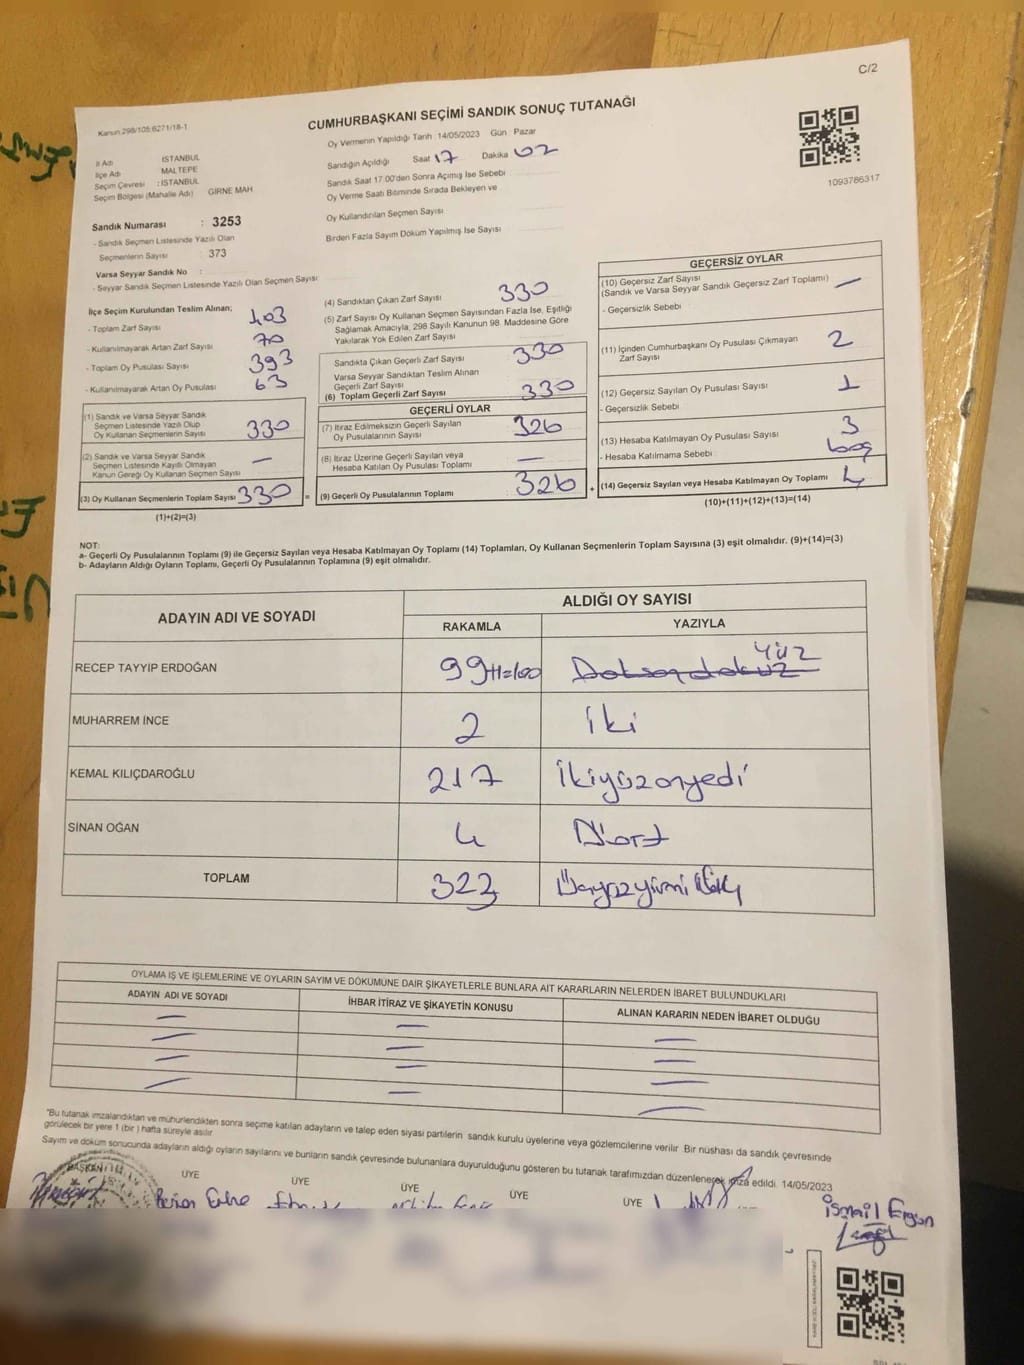 C/2
Kanun 298/105:6271/18-1
CUMHURBAŞKANI SEÇİMİ SANDIK SONUÇ TUTANAĞI
1093786317
İl Adı İSTANBUL
İlçe Adı MALTEPE
Seçim Çevresi : İSTANBUL
Seçim Bölgesi (Mahalle Adı) GİRNE MAH
Sandık Numarası : 3253
- Sandık Seçmen Listesinde Yazılı Olan
Seçmenlerin Sayısı 373
Varsa Seyyar Sandık No :
- Seyyar Sandık Seçmen Listesinde Yazılı Olan Seçmen Sayısı
Oy Vermenin Yapıldığı Tarih :14/05/2023 Gün Pazar
Sandığın Açıldığı Saat 17 Dakika 02
Sandık Saat 17.00'den Sonra Açımış İse Sebebi
Oy Verme Saati Bitiminde Sırada Bekleyen ve
Oy Kullandırılan Seçmen Sayısı
Birden Fazla Sayım Döküm Yapılmış İse Sayısı
İlçe Seçim Kurulundan Teslim Alınan;
- Toplam Zarf Sayısı 403
- Kullanılmayarak Artan Zarf Sayısı 70
- Toplam Oy Pusulası Sayısı 393
- Kullanılmayarak Artan Oy Pusulası 63
(1) Sandık ve Varsa Seyyar Sandık
Seçmen Listesinde Yazılı Olup
Oy Kullanan Seçmenlerin Sayısı 330
(2) Sandık ve Varsa Seyyar Sandık
Seçmen Listesinde Kayıtlı Olmayan
Kanun Gereği Oy Kullanan Seçmen Sayısı —
(3) Oy Kullanan Seçmenlerin Toplam Sayısı 330 =
(1)+(2)=(3)
(4) Sandıktan Çıkan Zarf Sayısı 330
(5) Zarf Sayısı Oy Kullanan Seçmen Sayısından Fazla İse, Eşitliği
Sağlamak Amacıyla, 298 Sayılı Kanunun 98. Maddesine Göre
Yakılarak Yok Edilen Zarf Sayısı
Sandıkta Çıkan Geçerli Zarf Sayısı 330
Varsa Seyyar Sandıktan Teslim Alınan
Geçerli Zarf Sayısı
(6) Toplam Geçerli Zarf Sayısı 330
GEÇERLİ OYLAR
(7) İtiraz Edilmeksizin Geçerli Sayılan
Oy Pusulalarının Sayısı 326
(8) İtiraz Üzerine Geçerli Sayılan veya
Hesaba Katılan Oy Pusulası Toplamı —
(9) Geçerli Oy Pusulalarının Toplamı 326 +
GEÇERSİZ OYLAR
(10) Geçersiz Zarf Sayısı
(Sandık ve Varsa Seyyar Sandık Geçersiz Zarf Toplamı) —
- Geçersizlik Sebebi
(11) İçinden Cumhurbaşkanı Oy Pusulası Çıkmayan
Zarf Sayısı 2
(12) Geçersiz Sayılan Oy Pusulası Sayısı 1
- Geçersizlik Sebebi
(13) Hesaba Katılmayan Oy Pusulası Sayısı 3
- Hesaba Katılmama Sebebi boş
(14) Geçersiz Sayılan veya Hesaba Katılmayan Oy Toplamı 4
(10)+(11)+(12)+(13)=(14)
NOT:
a- Geçerli Oy Pusulalarının Toplamı (9) ile Geçersiz Sayılan veya Hesaba Katılmayan Oy Toplamı (14) Toplamları, Oy Kullanan Seçmenlerin Toplam Sayısına (3) eşit olmalıdır. (9)+(14)=(3)
b- Adayların Aldığı Oyların Toplamı, Geçerli Oy Pusulalarının Toplamına (9) eşit olmalıdır.
ADAYIN ADI VE SOYADI ALDIĞI OY SAYISI
RAKAMLA YAZIYLA
RECEP TAYYİP ERDOĞAN 99+1=100 Doksandokuz Yüz
MUHARREM İNCE 2 iki
KEMAL KILIÇDAROĞLU 217 ikiyüzonyedi
SİNAN OĞAN 4 Dört
TOPLAM 323 Üçyüzyirmi
OYLAMA İŞ VE İŞLEMLERİNE VE OYLARIN SAYIM VE DÖKÜMÜNE DAİR ŞİKAYETLERLE BUNLARA AİT KARARLARIN NELERDEN İBARET BULUNDUKLARI
ADAYIN ADI VE SOYADI İHBAR İTİRAZ VE ŞİKAYETİN KONUSU ALINAN KARARIN NEDEN İBARET OLDUĞU
— — —
— — —
— — —
— — —
*Bu tutanak imzalandıktan ve mühürlendikten sonra seçime katılan adayların ve talep eden siyasi partilerin sandık kurulu üyelerine veya gözlemcilerine verilir. Bir nüshası da sandık çevresinde
görülecek bir yere 1 (bir) hafta süreyle asılır
Sayım ve döküm sonucunda adayların aldığı oyların sayılarını ve bunların sandık çevresinde bulunanlara duyurulduğunu gösteren bu tutanak tarafımızdan düzenlenerek imza edildi. 14/05/2023
BAŞKAN ÜYE ÜYE ÜYE ÜYE ÜYE
İsmail Ergün